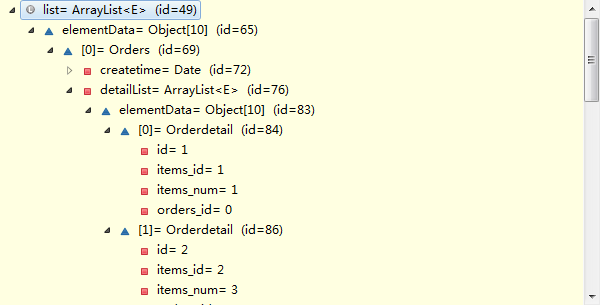 list= ArrayList<E> (id=49)
elementData= Object[10] (id=65)
[0]= Orders (id=69)
createtime= Date (id=72)
detailList= ArrayList<E> (id=76)
elementData= Object[10] (id=83)
[0]= Orderdetail (id=84)
id= 1
items_id= 1
items_num= 1
orders_id= 0
[1]= Orderdetail (id=86)
id= 2
items_id= 2
items_num= 3